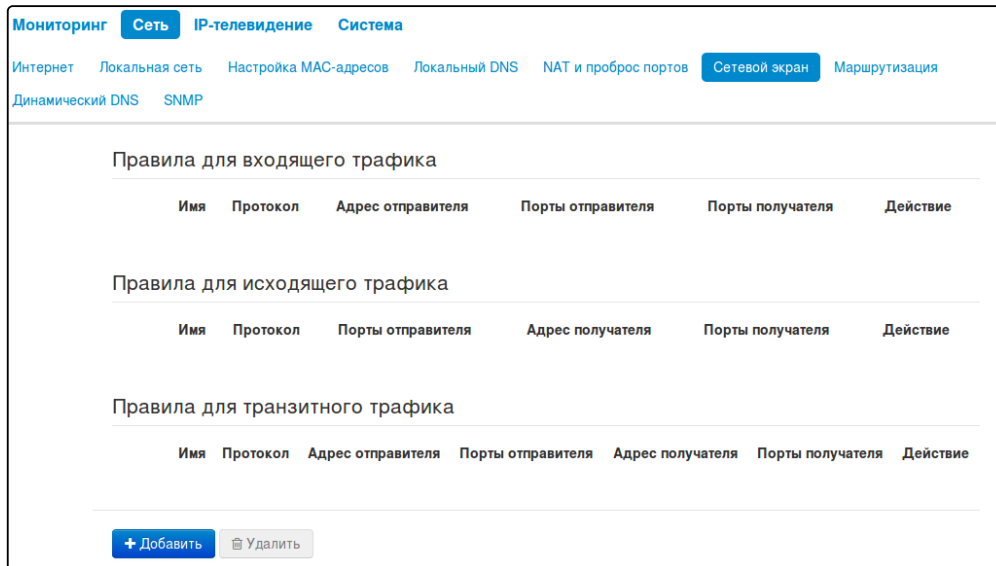 Мониторинг Сеть IP-телевидение Система
Интернет Локальная сеть Настройка MAC-адресов Локальный DNS NAT и проброс портов Сетевой экран Маршрутизация
Динамический DNS SNMP
Правила для входящего трафика
Имя Протокол Адрес отправителя Порты отправителя Порты получателя Действие
Правила для исходящего трафика
Имя Протокол Порты отправителя Адрес получателя Порты получателя Действие
Правила для транзитного трафика
Имя Протокол Адрес отправителя Порты отправителя Адрес получателя Порты получателя Действие
+ Добавить Удалить